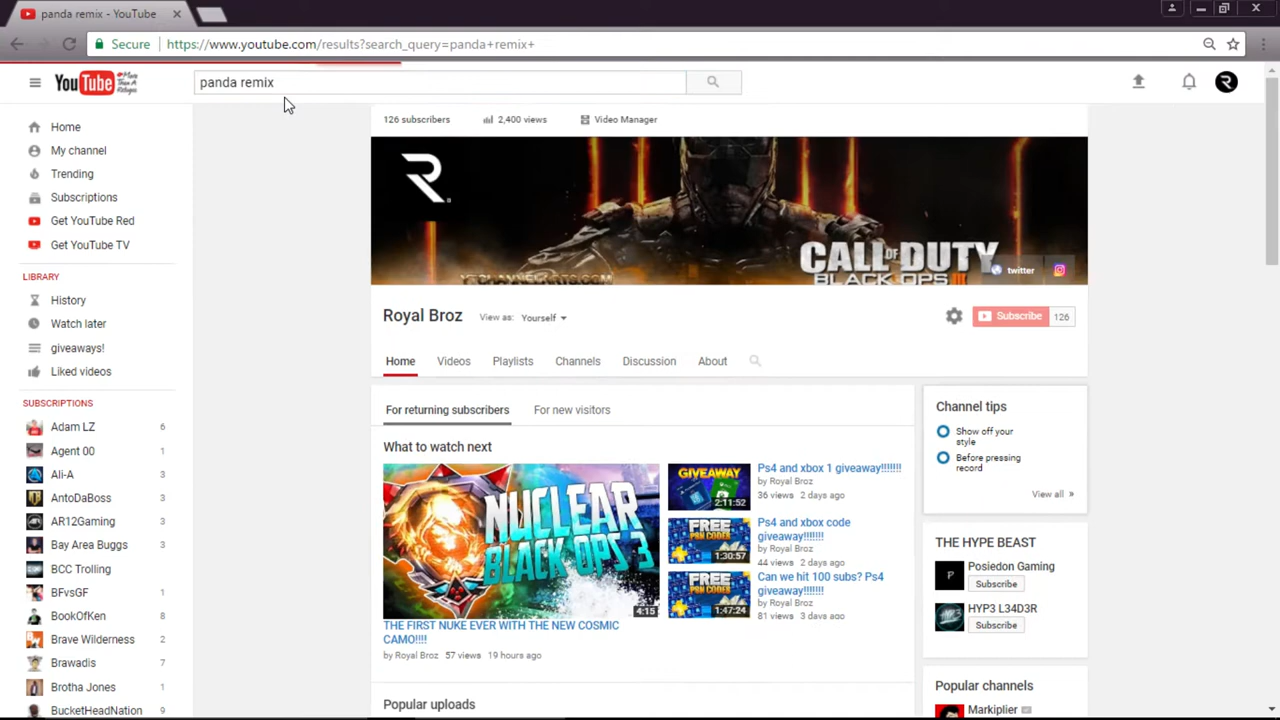 panda remix - YouTube
Secure https://www.youtube.com/results?search_query=panda+remix+
YouTube
panda remix
Home
My channel
Trending
Subscriptions
Get YouTube Red
Get YouTube TV
LIBRARY
History
Watch later
giveaways!
Liked videos
SUBSCRIPTIONS
Adam LZ 6
Agent 00 1
Ali-A 3
AntoDaBoss 3
AR12Gaming 3
Bay Area Buggs 3
BCC Trolling
BFvsGF 1
BookOfKen 8
Brave Wilderness 2
Brawadis 7
Brotha Jones 1
BucketHeadNation 9
126 subscribers 2,400 views Video Manager
R
CALL OF DUTY
BLACK OPS III
twitter
Royal Broz View as: Yourself
Subscribe 126
Home Videos Playlists Channels Discussion About
For returning subscribers For new visitors
What to watch next
NUCLEAR
BLACK OPS 3
4:15
THE FIRST NUKE EVER WITH THE NEW COSMIC
CAMO!!!!
by Royal Broz 57 views 19 hours ago
GIVEAWAY
2:11:52
Ps4 and xbox 1 giveaway!!!!!!!
by Royal Broz
36 views 2 days ago
FREE
PSN CODES
1:30:57
Ps4 and xbox code
giveaway!!!!!!!
by Royal Broz
44 views 2 days ago
FREE
PSN CODES
1:47:24
Can we hit 100 subs? Ps4
giveaway!!!!!!!
by Royal Broz
81 views 3 days ago
Popular uploads
Channel tips
Show off your
style
Before pressing
record
View all »
THE HYPE BEAST
Posiedon Gaming
Subscribe
HYP3 L34D3R
Subscribe
Popular channels
Markiplier